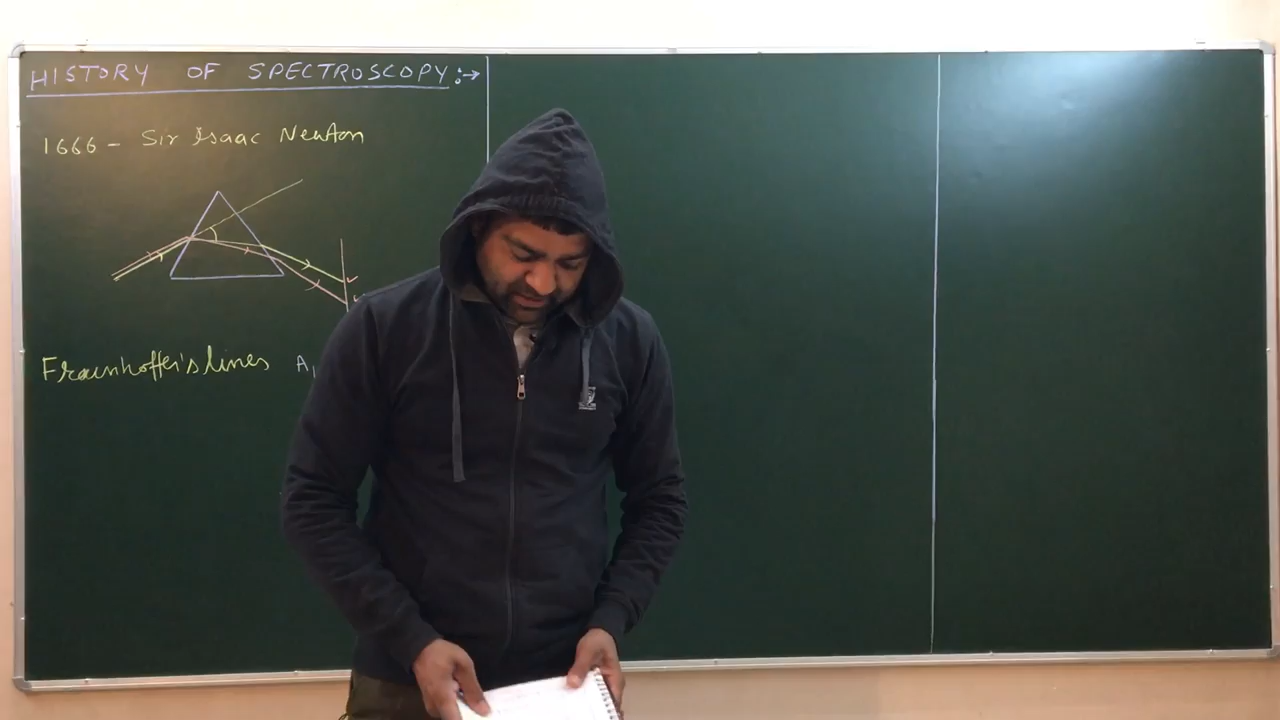 HISTORY OF SPECTROSCOPY :→
1666 - Sir Isaac Newton
Fraunhoffer's lines A,